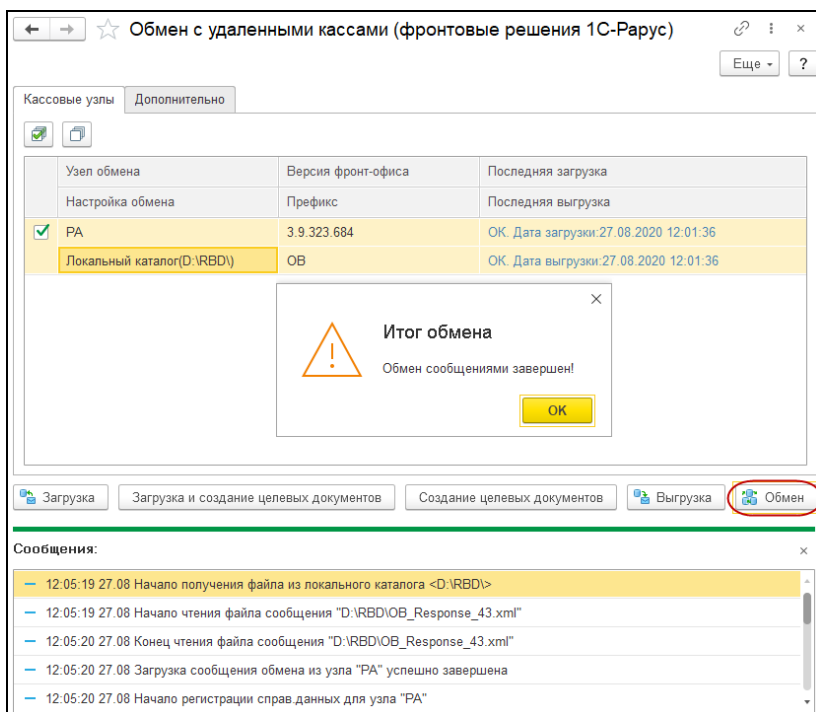 Обмен с удаленными кассами (фронтовые решения 1С-Рарус)
Еще ?
Кассовые узлы Дополнительно
Узел обмена Версия фронт-офиса Последняя загрузка
Настройка обмена Префикс Последняя выгрузка
РА 3.9.323.684 ОК. Дата загрузки:27.08.2020 12:01:36
Локальный каталог(D:\RBD\) ОВ ОК. Дата выгрузки:27.08.2020 12:01:36
Итог обмена
Обмен сообщениями завершен!
ОК
Загрузка Загрузка и создание целевых документов Создание целевых документов Выгрузка Обмен
Сообщения:
12:05:19 27.08 Начало получения файла из локального каталога <D:\RBD\>
12:05:19 27.08 Начало чтения файла сообщения "D:\RBD\OB_Response_43.xml"
12:05:20 27.08 Конец чтения файла сообщения "D:\RBD\OB_Response_43.xml"
12:05:20 27.08 Загрузка сообщения обмена из узла "РА" успешно завершена
12:05:20 27.08 Начало регистрации справ.данных для узла "РА"